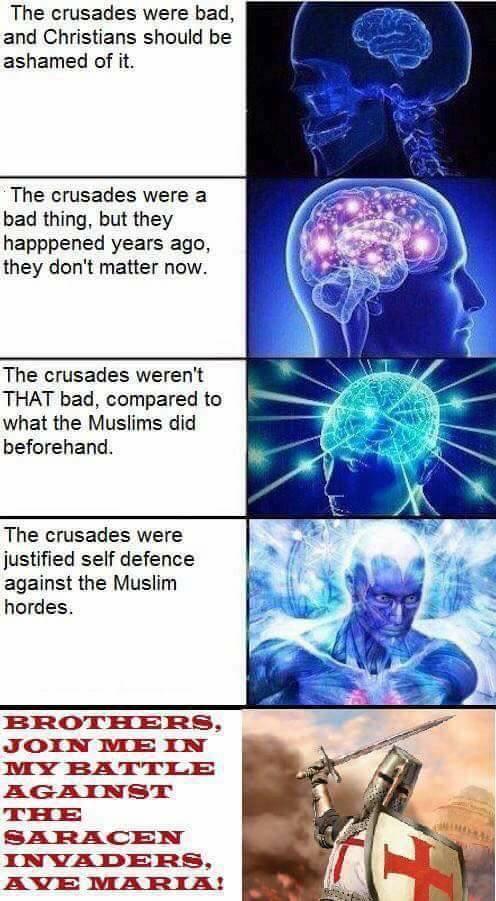 The crusades were bad,
and Christians should be
ashamed of it.
The crusades were a
bad thing, but they
happpened years ago,
they don't matter now.
The crusades weren't
THAT bad, compared to
what the Muslims did
beforehand.
The crusades were
justified self defence
against the Muslim
hordes.
BROTHERS,
JOIN ME IN
MY BATTLE
AGAINST
THE
SARACEN
INVADERS,
AVE MARIA!